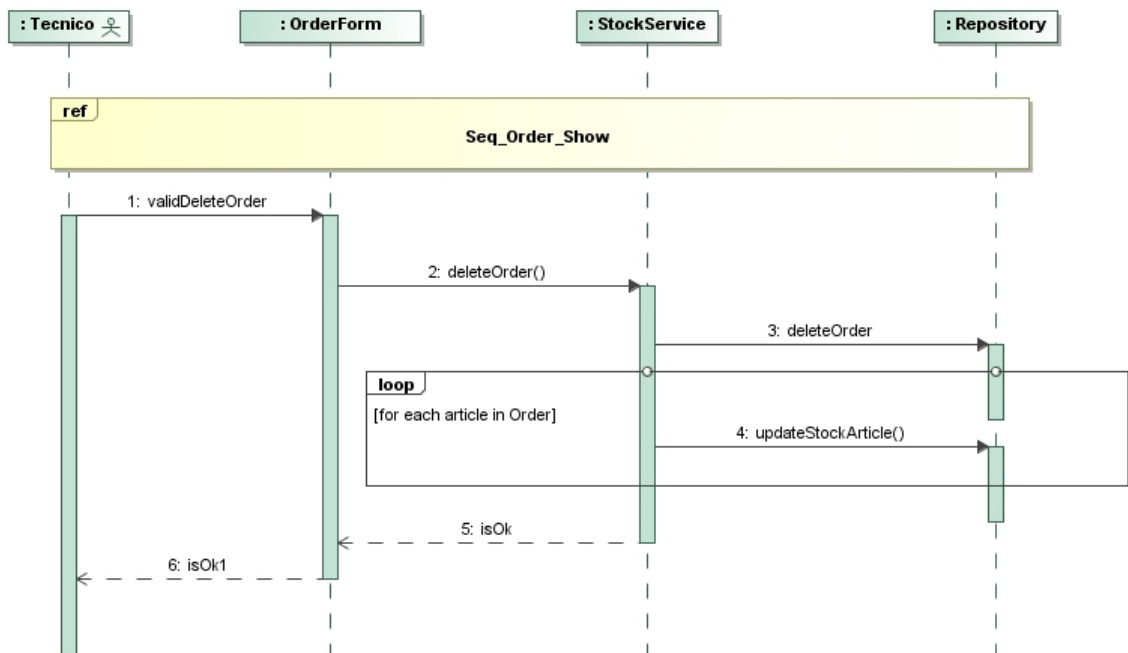 : Tecnico
: OrderForm
: StockService
: Repository
ref
Seq_Order_Show
1: validDeleteOrder
2: deleteOrder()
3: deleteOrder
loop
[for each article in Order]
4: updateStockArticle()
5: isOk
6: isOk1